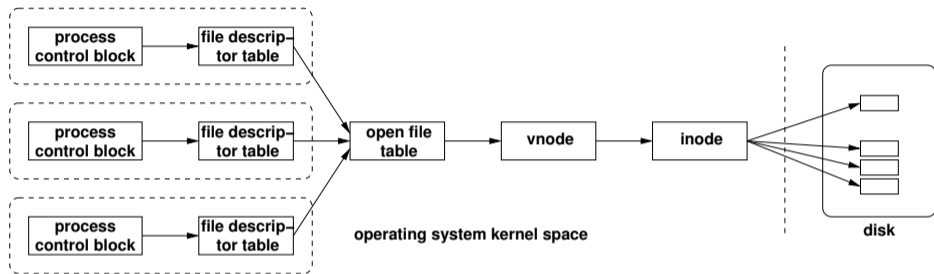 process
control block
file descrip-
tor table
process
control block
file descrip-
tor table
open file
table
vnode
inode
process
control block
file descrip-
tor table
operating system kernel space
disk